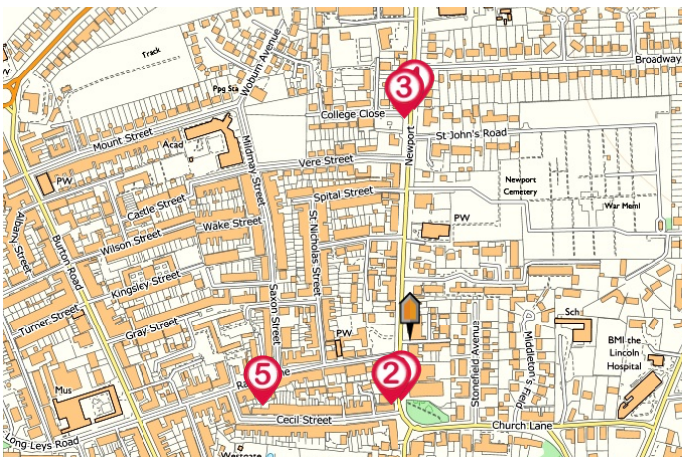 Broadway
Woburn Avenue
Track
Ppg Sta
3
College Close
Mount Street
Acad
St John's Road
Newport
Mildmay Street
Vere Street
PW
Newport
Cemetery
Castle Street
Spital Street
War Meml
Albany Street
Burton Road
Wake Street
St Nicholas Street
PW
Wilson Street
Kingsley Street
Saxon Street
Turner Street
Gray Street
Sch
Stonefield Avenue
Middleton's Field
PW
BMI the
Lincoln
Hospital
5
2
Mus
Cecil Street
Church Lane
Long Leys Road
Westgate